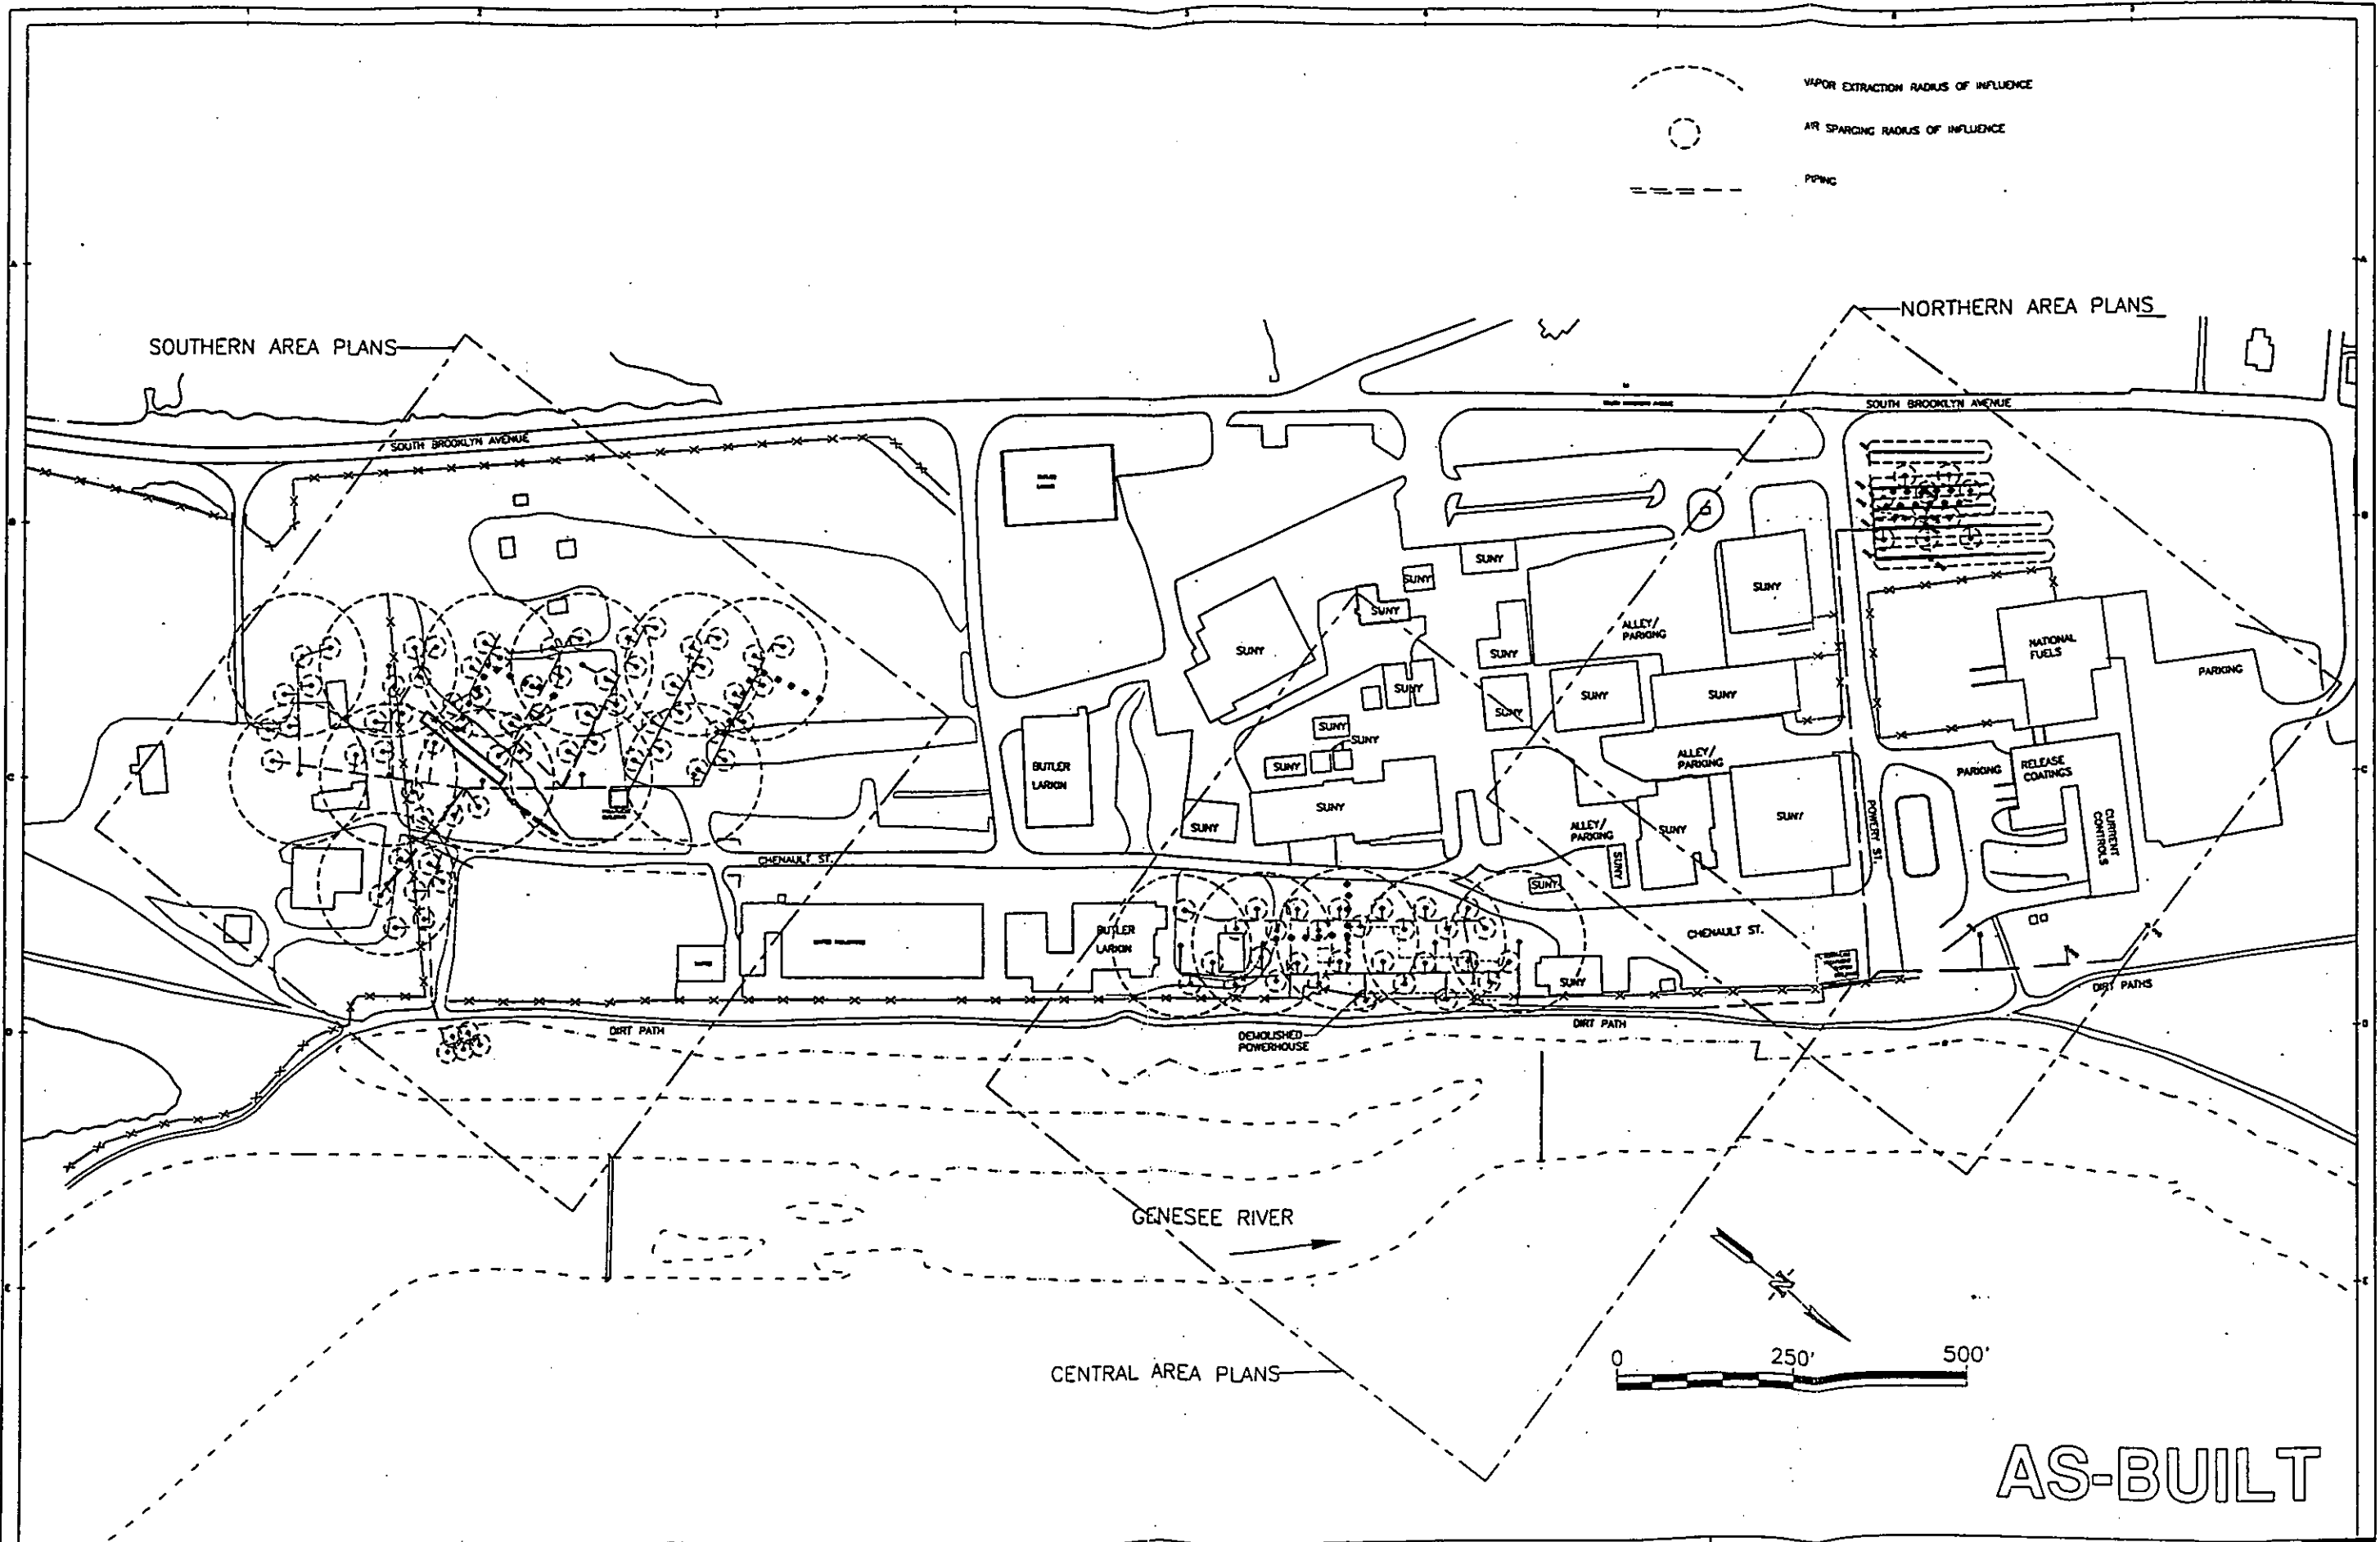 VAPOR EXTRACTION RADIUS OF INFLUENCE
AIR SPARGING RADIUS OF INFLUENCE
PIPING
SOUTHERN AREA PLANS
NORTHERN AREA PLANS
SOUTH BROOKLYN AVENUE
SOUTH BROOKLYN AVENUE
SUNY
SUNY
SUNY
SUNY
SUNY
ALLEY/
PARKING
SUNY
SUNY
NATIONAL
FUELS
PARKING
SUNY
SUNY
SUNY
SUNY
SUNY
SUNY
SUNY
BUTLER
LARKIN
ALLEY/
PARKING
PARKING
RELEASE
COATINGS
CURRENT
CONTROLS
SUNY
SUNY
ALLEY/
PARKING
SUNY
SUNY
POWERY ST.
SUNY
SUNY
CHENAULT ST.
BUTLER
LARKIN
CHENAULT ST.
SUNY
DIRT PATHS
DIRT PATH
DEMOLISHED
POWERHOUSE
DIRT PATH
GENESEE RIVER
N
CENTRAL AREA PLANS
0 250' 500'
AS-BUILT